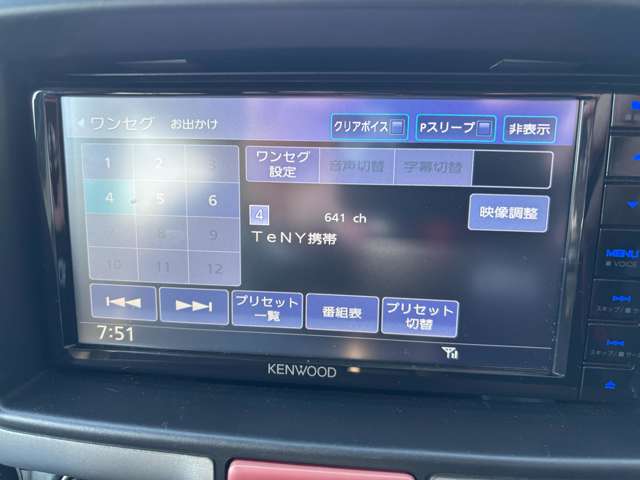 ワンセグ お出かけ クリアボイス Pスリープ 非表示
1 2 3
4 5 6
7 8 9
10 11 12
ワンセグ
設定
音声切替 字幕切替
4 641 ch
映像調整
TeNY携帯
プリセット
一覧
番組表
プリセット
切替
7:51
KENWOOD
MENU
VOICE